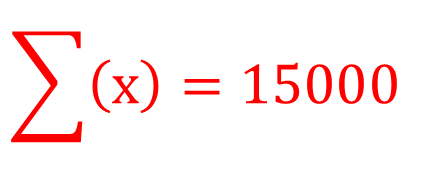 ∑(x) = 15000